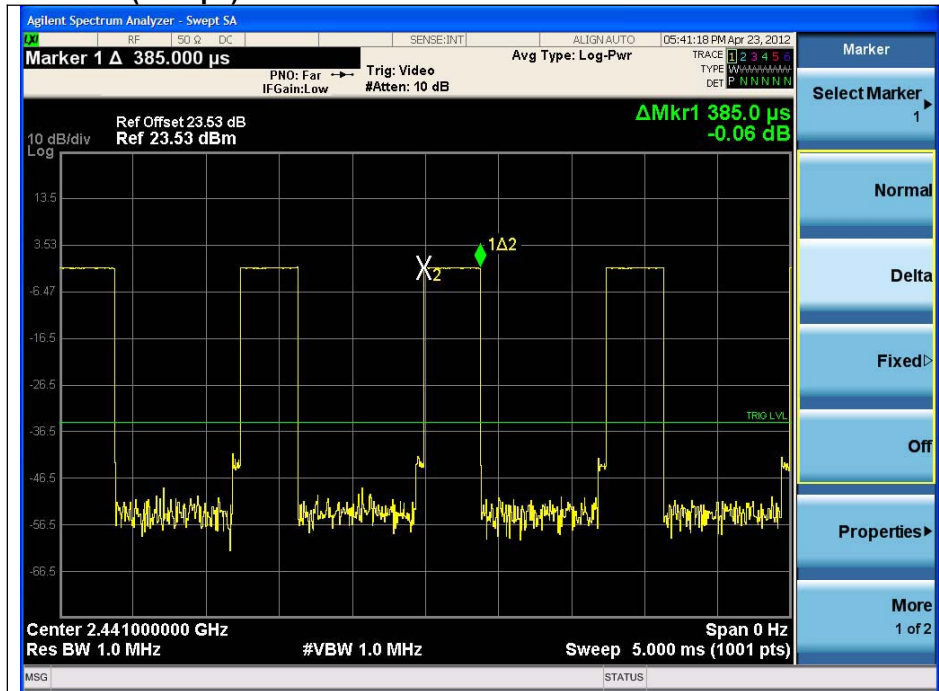 Agilent Spectrum Analyzer - Swept SA
LXI RF 50 Ω DC SENSE:INT ALIGN AUTO 05:41:18 PM Apr 23, 2012
Marker 1 Δ 385.000 µs
PNO: Far
IFGain:Low
Trig: Video
#Atten: 10 dB
Avg Type: Log-Pwr
TRACE 1 2 3 4 5 6
TYPE WWWWWW
DET P N N N N N
ΔMkr1 385.0 µs
-0.06 dB
Ref Offset 23.53 dB
10 dB/div Ref 23.53 dBm
Log
13.5
3.53
-6.47
-16.5
-26.5
-36.5
-46.5
-56.5
-66.5
1Δ2
2
TRIG LVL
Center 2.441000000 GHz Span 0 Hz
Res BW 1.0 MHz #VBW 1.0 MHz Sweep 5.000 ms (1001 pts)
MSG STATUS
Marker
Select Marker
1
Normal
Delta
Fixed
Off
Properties
More
1 of 2